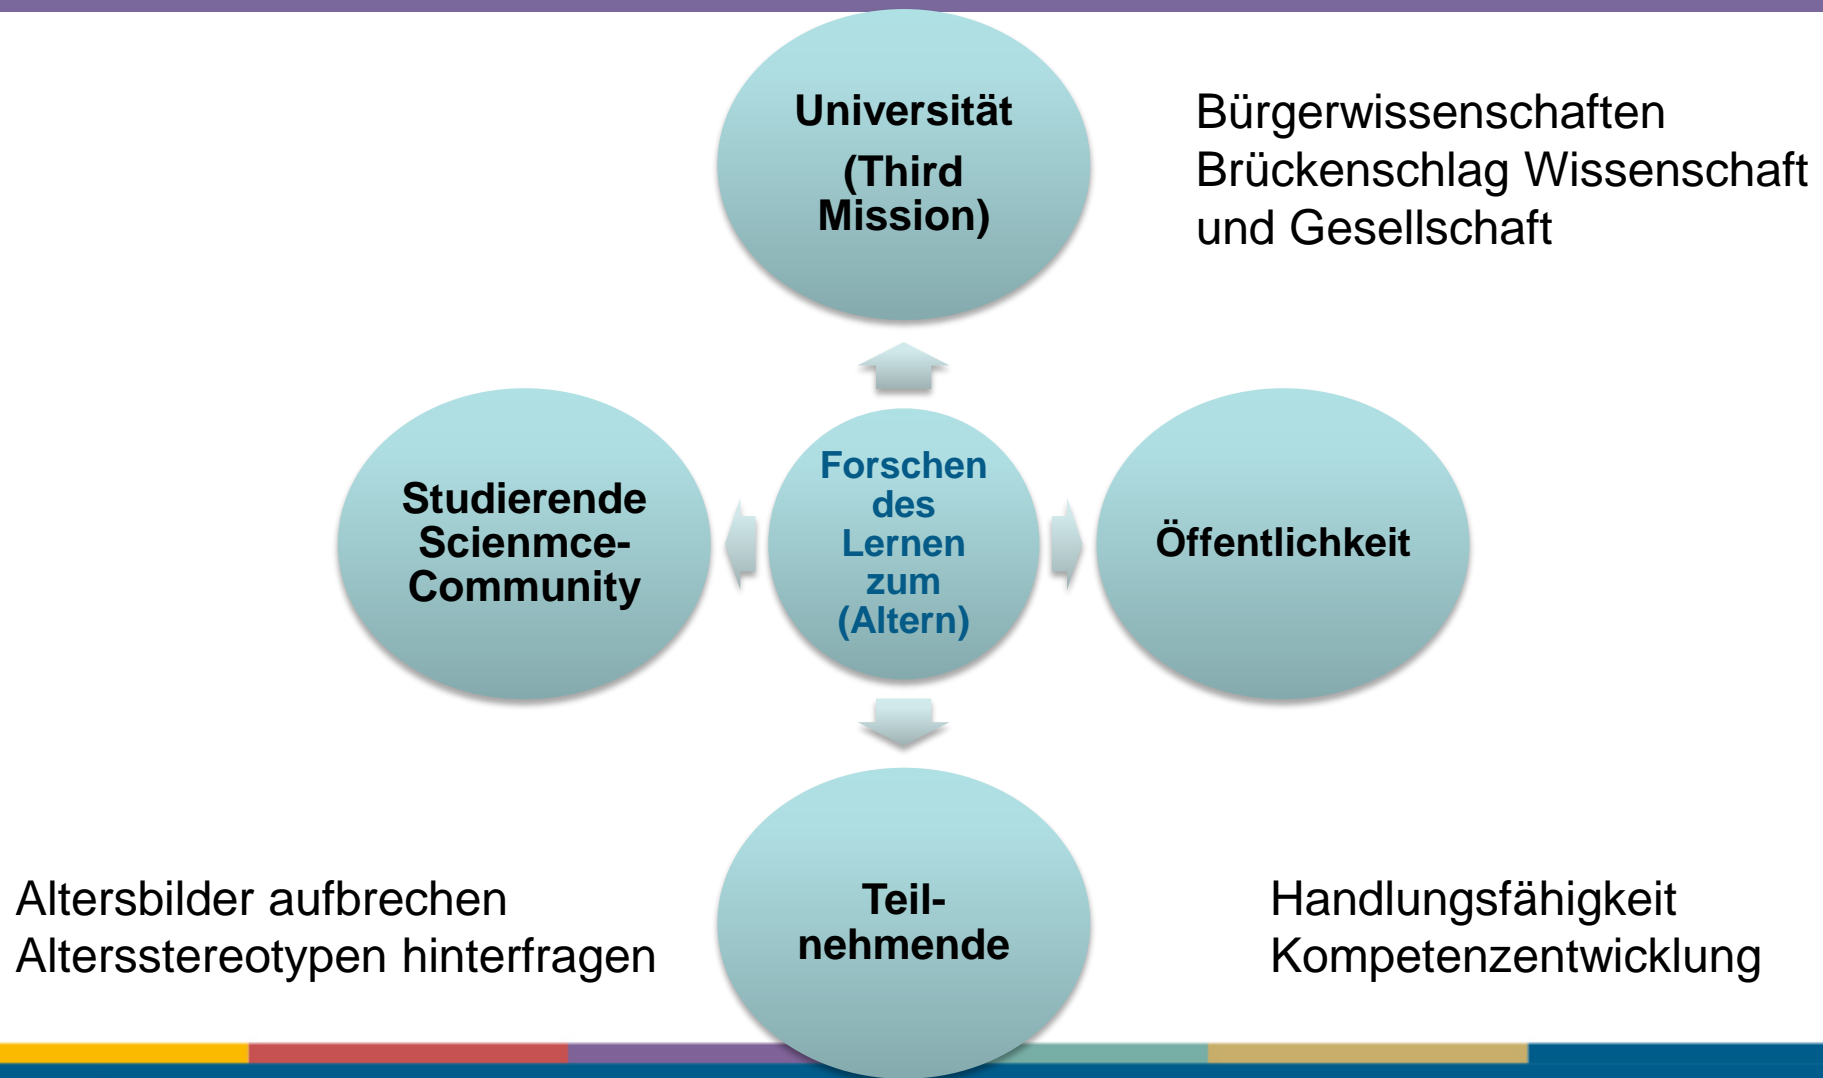 Universität
(Third
Mission)
Bürgerwissenschaften
Brückenschlag Wissenschaft
und Gesellschaft
Studierende
Scienmce-
Community
Forschen
des
Lernen
zum
(Altern)
Öffentlichkeit
Altersbilder aufbrechen
Altersstereotypen hinterfragen
Teil-
nehmende
Handlungsfähigkeit
Kompetenzentwicklung